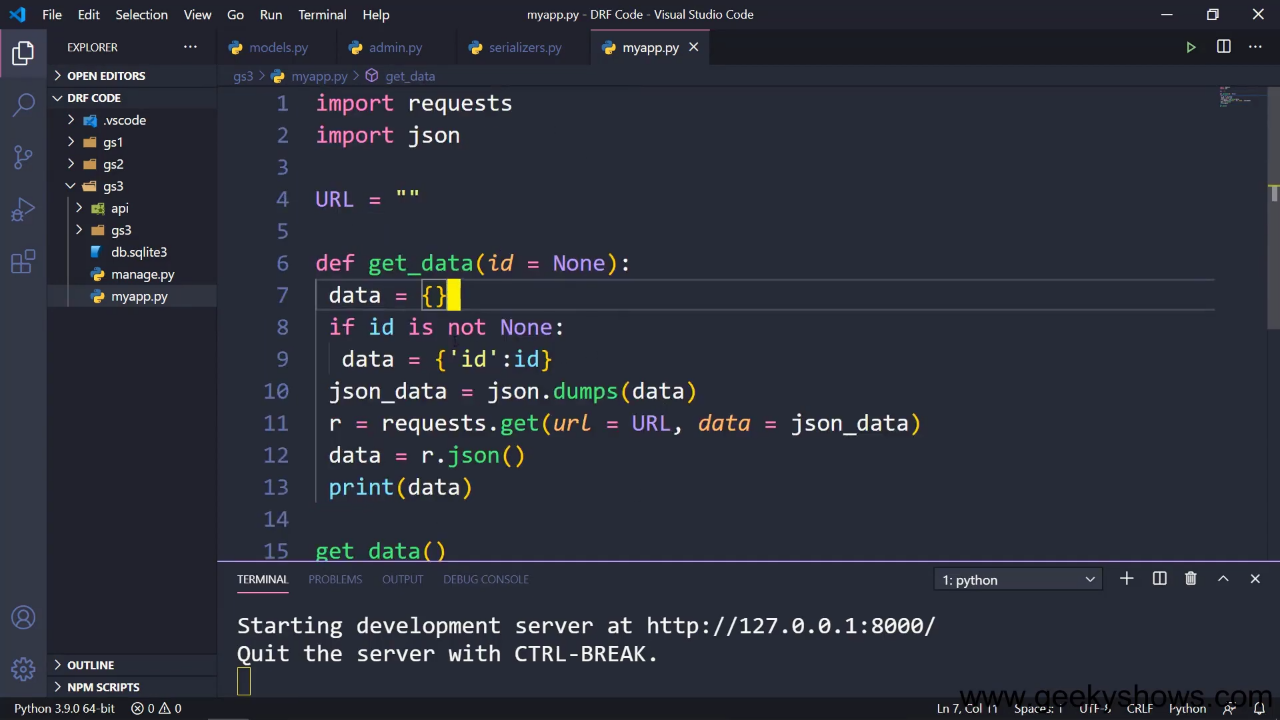 File Edit Selection View Go Run Terminal Help myapp.py - DRF Code - Visual Studio Code
EXPLORER
OPEN EDITORS
DRF CODE
.vscode
gs1
gs2
gs3
api
gs3
db.sqlite3
manage.py
myapp.py
OUTLINE
NPM SCRIPTS
models.py admin.py serializers.py myapp.py
gs3 > myapp.py > get_data
1 import requests
2 import json
3
4 URL = ""
5
6 def get_data(id = None):
7 data = {}
8 if id is not None:
9 data = {'id':id}
10 json_data = json.dumps(data)
11 r = requests.get(url = URL, data = json_data)
12 data = r.json()
13 print(data)
14
15 get_data()
TERMINAL PROBLEMS OUTPUT DEBUG CONSOLE 1: python
Starting development server at http://127.0.0.1:8000/
Quit the server with CTRL-BREAK.
www.geekyshows.com
Python 3.9.0 64-bit 0 0 Ln 7, Col 11 Spaces: 1 UTF-8 CRLF Python